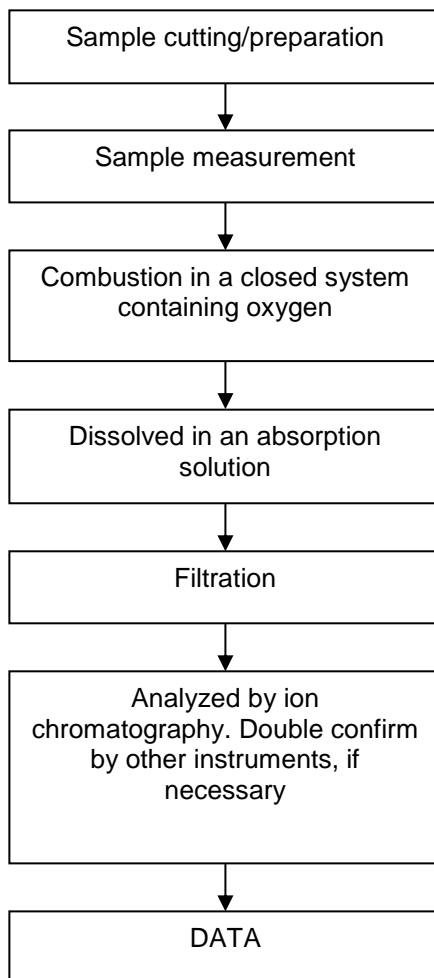 Sample cutting/preparation
Sample measurement
Combustion in a closed system
containing oxygen
Dissolved in an absorption
solution
Filtration
Analyzed by ion
chromatography. Double confirm
by other instruments, if
necessary
DATA